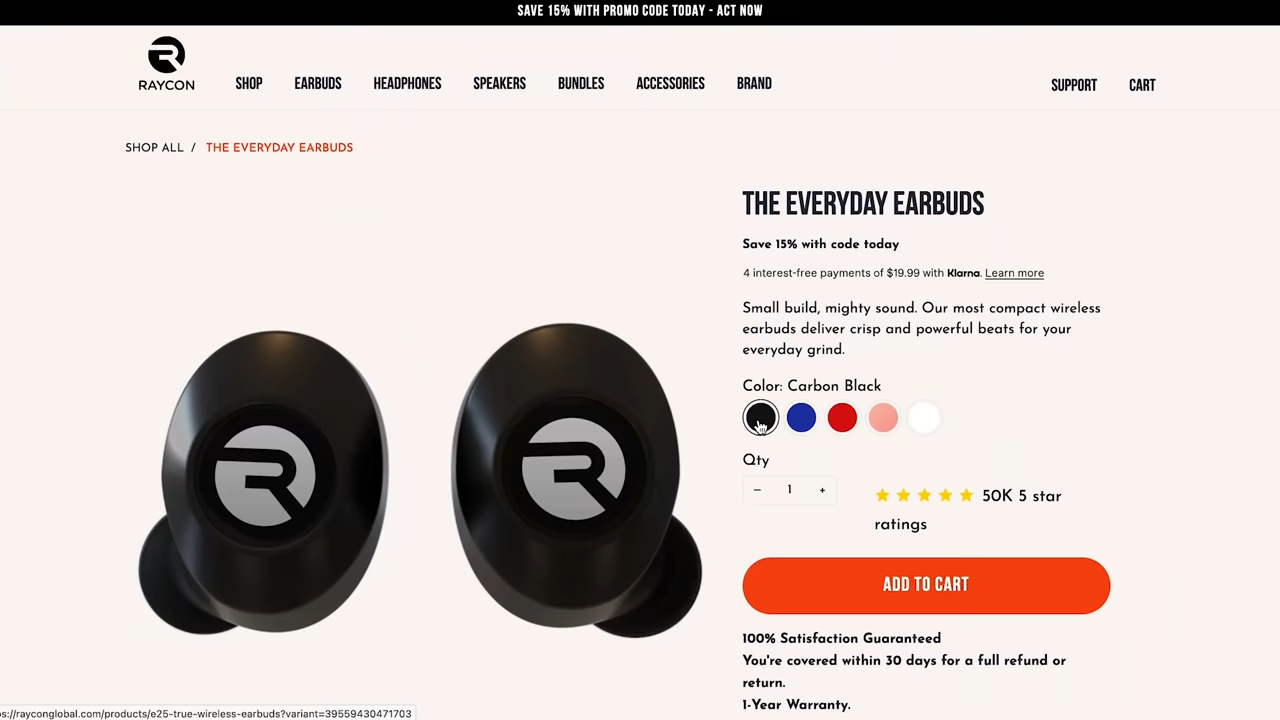 SAVE 15% WITH PROMO CODE TODAY - ACT NOW
RAYCON
SHOP EARBUDS HEADPHONES SPEAKERS BUNDLES ACCESSORIES BRAND SUPPORT CART
SHOP ALL / THE EVERYDAY EARBUDS
THE EVERYDAY EARBUDS
Save 15% with code today
4 interest-free payments of $19.99 with Klarna. Learn more
Small build, mighty sound. Our most compact wireless
earbuds deliver crisp and powerful beats for your
everyday grind.
Color: Carbon Black
Qty
− 1 +
50K 5 star
ratings
ADD TO CART
100% Satisfaction Guaranteed
You're covered within 30 days for a full refund or
return.
1-Year Warranty.
ps://rayconglobal.com/products/e25-true-wireless-earbuds?variant=39559430471703